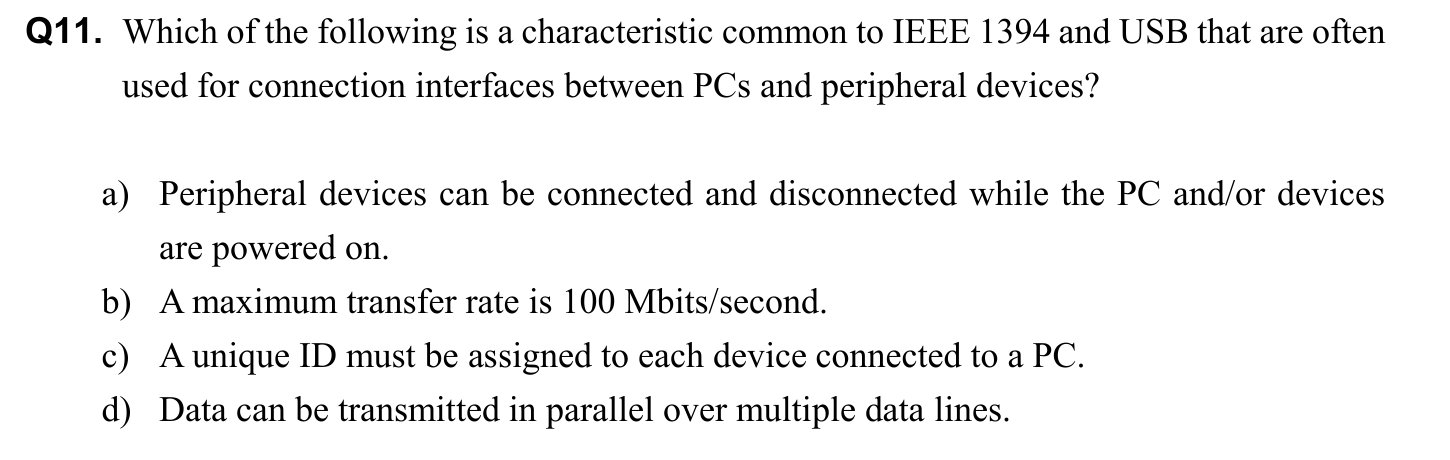 Q11. Which of the following is a characteristic common to IEEE 1394 and USB that are often
used for connection interfaces between PCs and peripheral devices?
a) Peripheral devices can be connected and disconnected while the PC and/or devices
are powered on.
b) A maximum transfer rate is 100 Mbits/second.
c) A unique ID must be assigned to each device connected to a PC.
d) Data can be transmitted in parallel over multiple data lines.